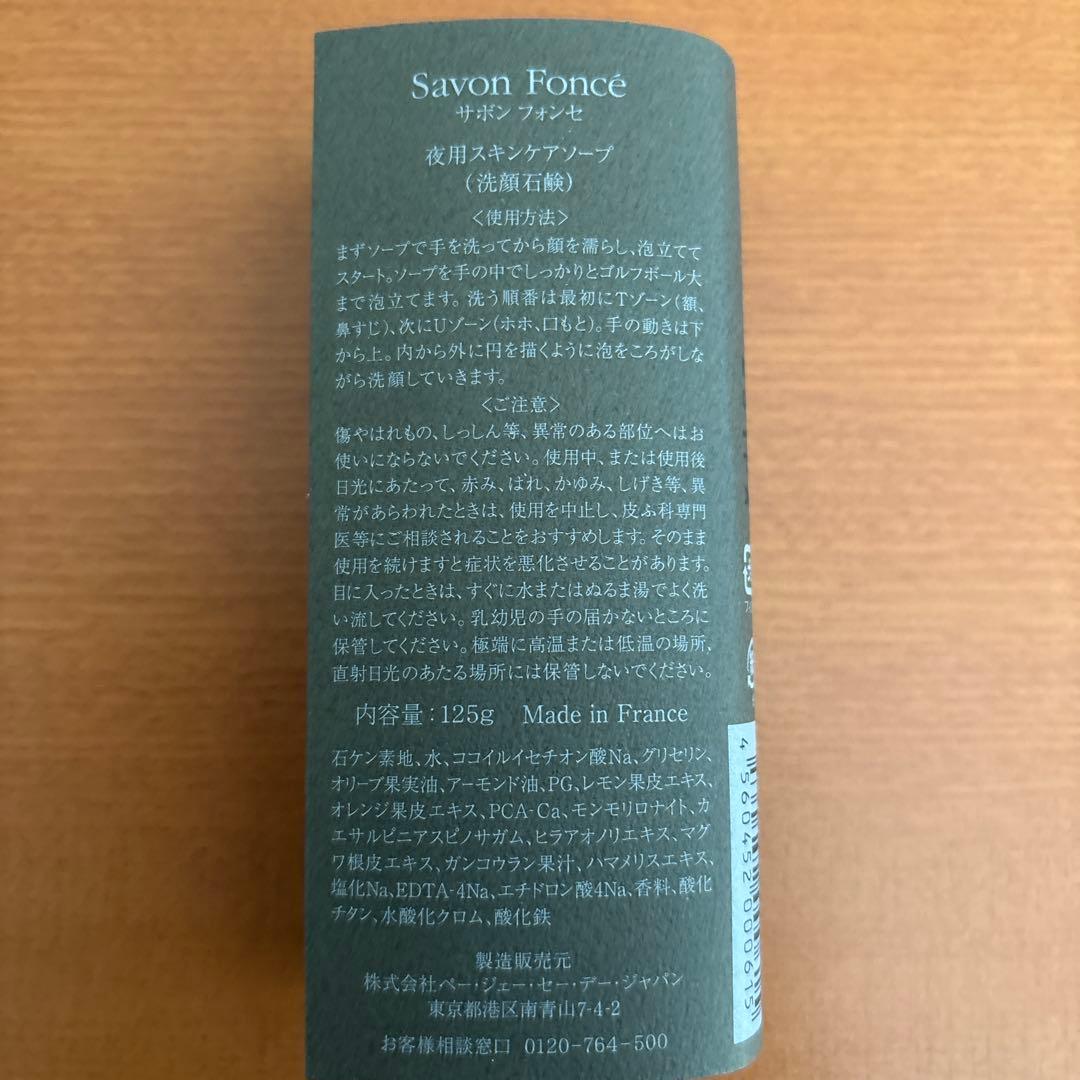 Savon Foncé
サボン フォンセ
夜用スキンケアソープ
(洗顔石鹸)
<使用方法>
まずソープで手を洗ってから顔を濡らし、泡立てて
スタート。ソープを手の中でしっかりとゴルフボール大
まで泡立てます。洗う順番は最初にTゾーン(額、
鼻すじ)、次にUゾーン(ホホ、口もと)。手の動きは下
から上。内から外に円を描くように泡をころがしな
がら洗顔していきます。
<ご注意>
傷やはれもの、しっしん等、異常のある部位へはお
使いにならないでください。使用中、または使用後
日光にあたって、赤み、はれ、かゆみ、しげき等、異
常があらわれたときは、使用を中止し、皮ふ科専門
医等にご相談されることをおすすめします。そのまま
使用を続けますと症状を悪化させることがあります。
目に入ったときは、すぐに水またはぬるま湯でよく洗
い流してください。乳幼児の手の届かないところに
保管してください。極端に高温または低温の場所、
直射日光のあたる場所には保管しないでください。
内容量:125g Made in France
石ケン素地、水、ココイルイセチオン酸Na、グリセリン、
オリーブ果実油、アーモンド油、PG、レモン果皮エキス、
オレンジ果皮エキス、PCA-Ca、モンモリロナイト、カ
エサルピニアスピノサガム、ヒラアオノリエキス、マグ
ワ根皮エキス、ガンコウラン果汁、ハマメリスエキス、
塩化Na、EDTA-4Na、エチドロン酸4Na、香料、酸化
チタン、水酸化クロム、酸化鉄
製造販売元
株式会社ペー・ジェー・セー・デー・ジャパン
東京都港区南青山7-4-2
お客様相談窓口 0120-764-500
4560452000615